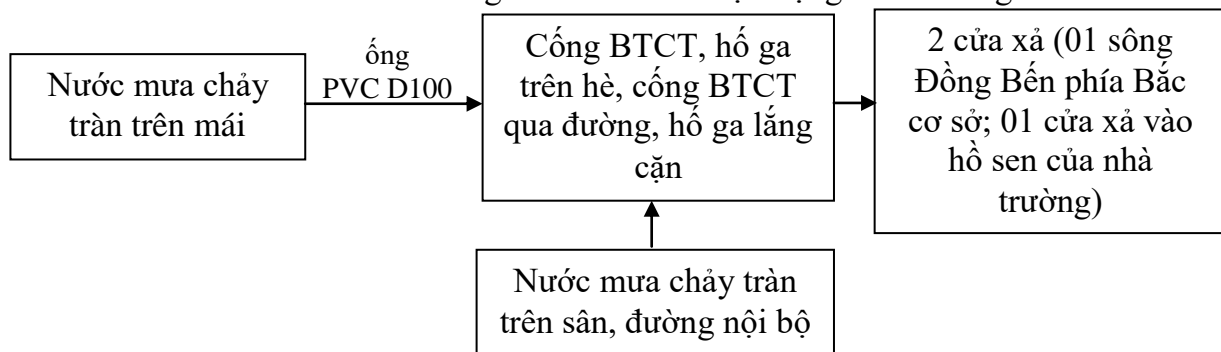 Nước mưa chảy
tràn trên mái
ống
PVC D100
Cống BTCT, hố ga
trên hè, cống BTCT
qua đường, hố ga lắng
cặn
2 cửa xả (01 sông
Đồng Bến phía Bắc
cơ sở; 01 cửa xả vào
hồ sen của nhà
trường)
Nước mưa chảy tràn
trên sân, đường nội bộ